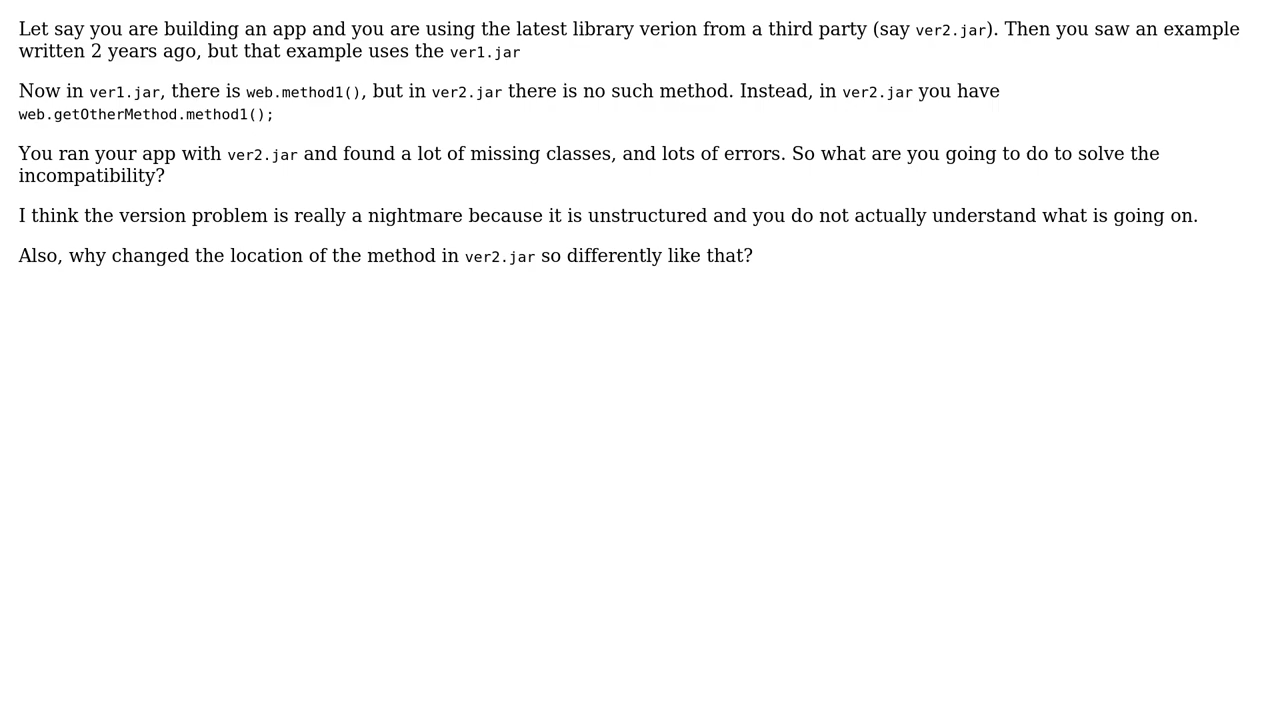 Let say you are building an app and you are using the latest library verion from a third party (say ver2.jar). Then you saw an example
written 2 years ago, but that example uses the ver1.jar
Now in ver1.jar, there is web.method1(), but in ver2.jar there is no such method. Instead, in ver2.jar you have
web.getOtherMethod.method1();
You ran your app with ver2.jar and found a lot of missing classes, and lots of errors. So what are you going to do to solve the
incompatibility?
I think the version problem is really a nightmare because it is unstructured and you do not actually understand what is going on.
Also, why changed the location of the method in ver2.jar so differently like that?